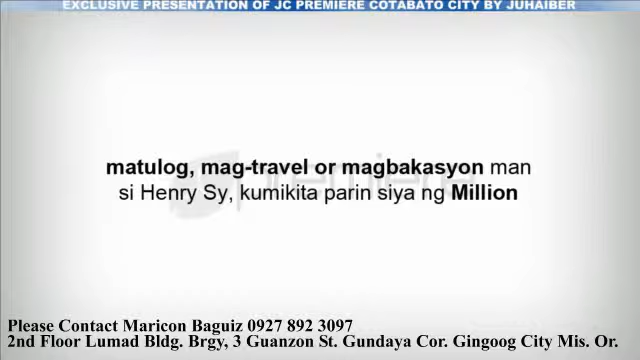 EXCLUSIVE PRESENTATION OF JC PREMIERE COTABATO CITY BY JUHAIBER
premiere
matulog, mag-travel or magbakasyon man
si Henry Sy, kumikita parin siya ng Million
Please Contact Maricon Baguiz 0927 892 3097
2nd Floor Lumad Bldg. Brgy, 3 Guanzon St. Gundaya Cor. Gingoog City Mis. Or.